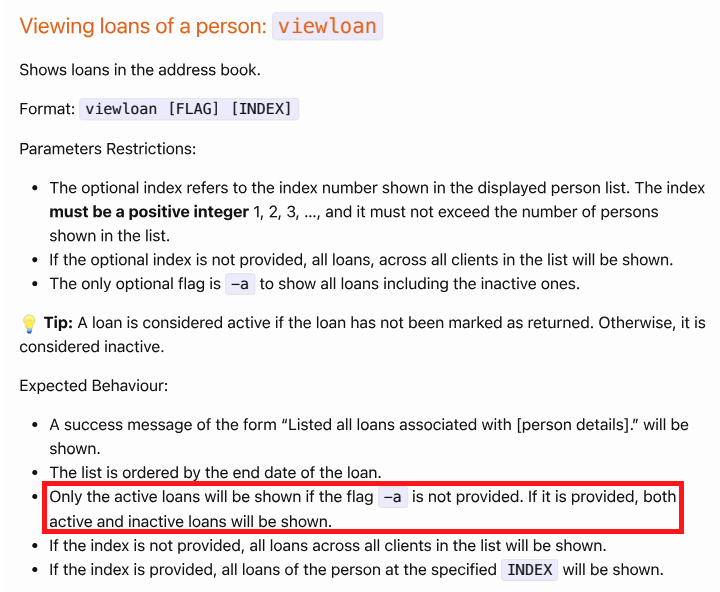 Viewing loans of a person: viewloan
Shows loans in the address book.
Format: viewloan [FLAG] [INDEX]
Parameters Restrictions:
• The optional index refers to the index number shown in the displayed person list. The index
must be a positive integer 1, 2, 3, …, and it must not exceed the number of persons
shown in the list.
• If the optional index is not provided, all loans, across all clients in the list will be shown.
• The only optional flag is -a to show all loans including the inactive ones.
💡 Tip: A loan is considered active if the loan has not been marked as returned. Otherwise, it is
considered inactive.
Expected Behaviour:
• A success message of the form “Listed all loans associated with [person details].” will be
shown.
• The list is ordered by the end date of the loan.
• Only the active loans will be shown if the flag -a is not provided. If it is provided, both
active and inactive loans will be shown.
• If the index is not provided, all loans across all clients in the list will be shown.
• If the index is provided, all loans of the person at the specified INDEX will be shown.